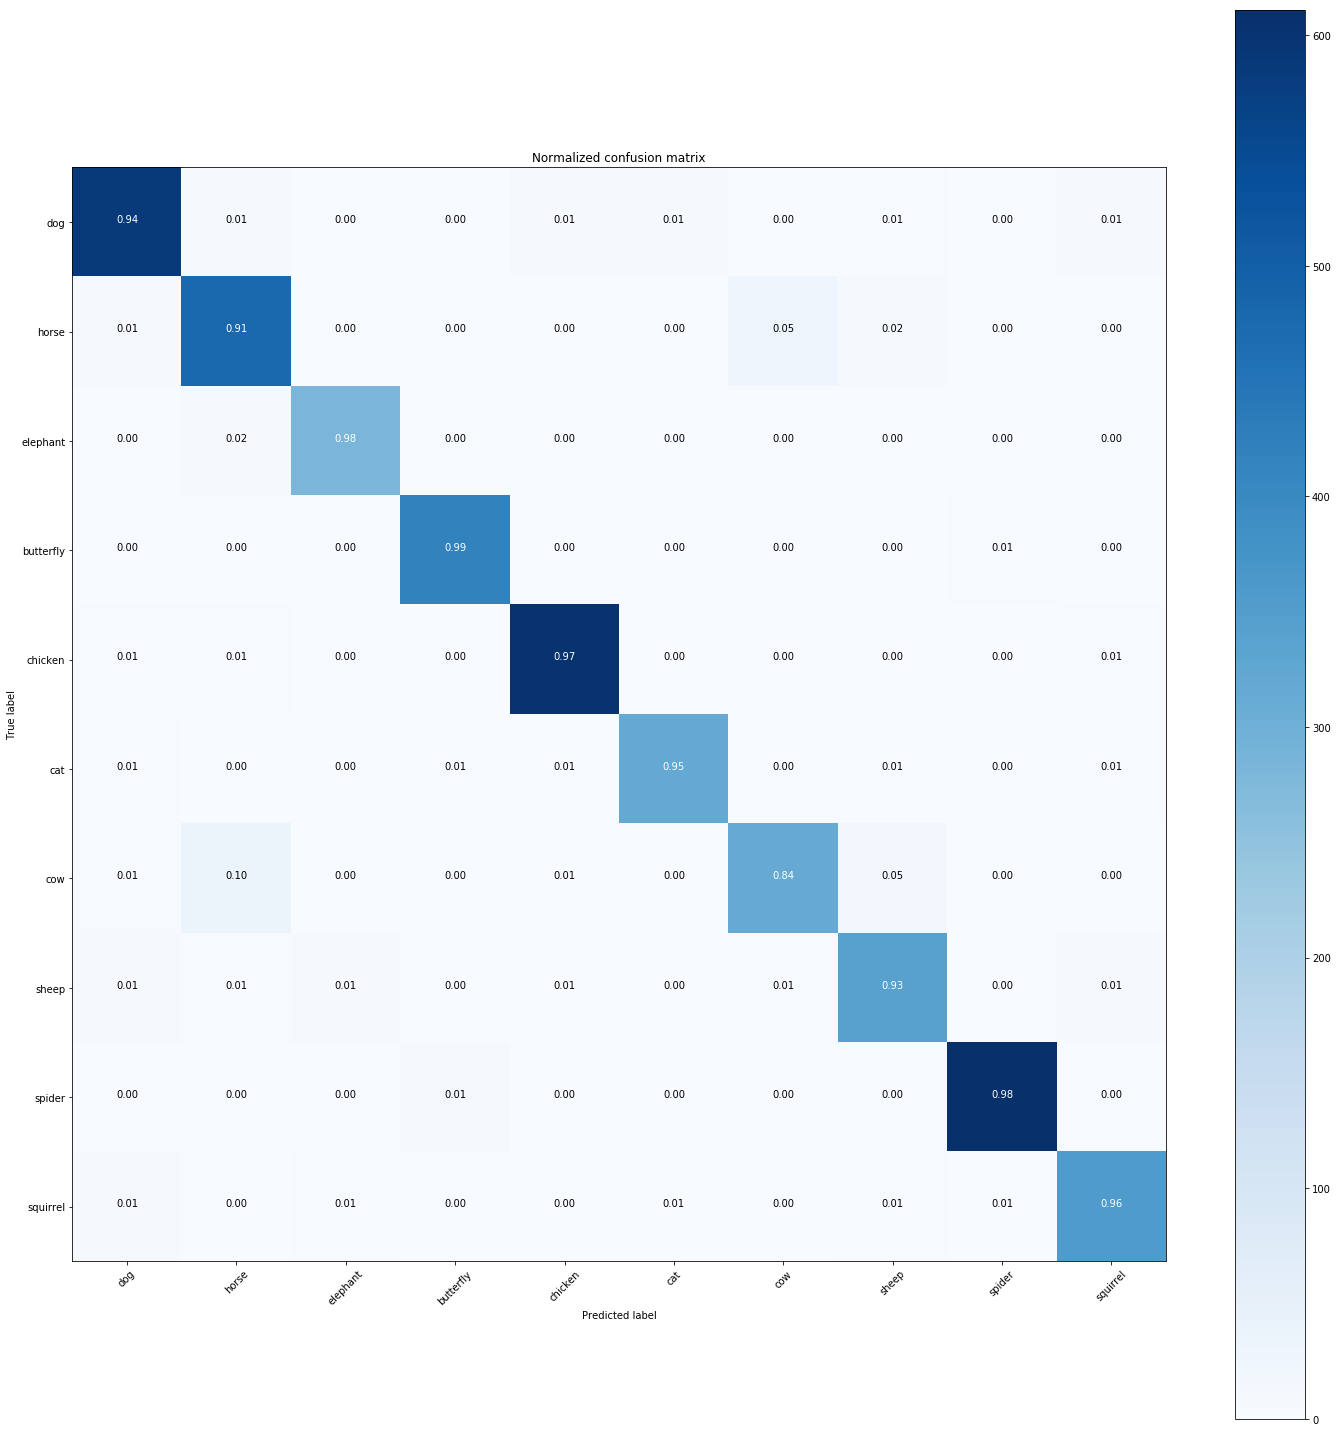 Normalized confusion matrix
dog 0.94 0.01 0.00 0.00 0.01 0.01 0.00 0.01 0.00 0.01
horse 0.01 0.91 0.00 0.00 0.00 0.00 0.05 0.02 0.00 0.00
elephant 0.00 0.02 0.98 0.00 0.00 0.00 0.00 0.00 0.00 0.00
butterfly 0.00 0.00 0.00 0.99 0.00 0.00 0.00 0.00 0.01 0.00
chicken 0.01 0.01 0.00 0.00 0.97 0.00 0.00 0.00 0.00 0.01
True label
cat 0.01 0.00 0.00 0.01 0.01 0.95 0.00 0.01 0.00 0.01
cow 0.01 0.10 0.00 0.00 0.01 0.00 0.84 0.05 0.00 0.00
sheep 0.01 0.01 0.01 0.00 0.01 0.00 0.01 0.93 0.00 0.01
spider 0.00 0.00 0.00 0.01 0.00 0.00 0.00 0.00 0.98 0.00
squirrel 0.01 0.00 0.01 0.00 0.00 0.01 0.00 0.01 0.01 0.96
dog horse elephant butterfly chicken cat cow sheep spider squirrel
Predicted label
600
500
400
300
200
100
0